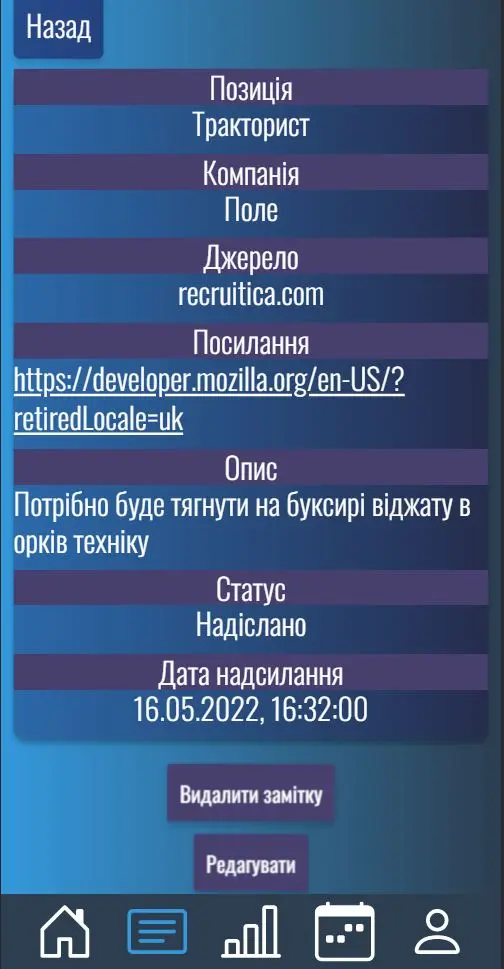 Назад
Позиція
Тракторист
Компанія
Поле
Джерело
recruitica.com
Посилання
https://developer.mozilla.org/en-US/?
retiredLocale=uk
Опис
Потрібно буде тягнути на буксирі віджату в
орків техніку
Статус
Надіслано
Дата надсилання
16.05.2022, 16:32:00
Видалити замітку
Редагувати